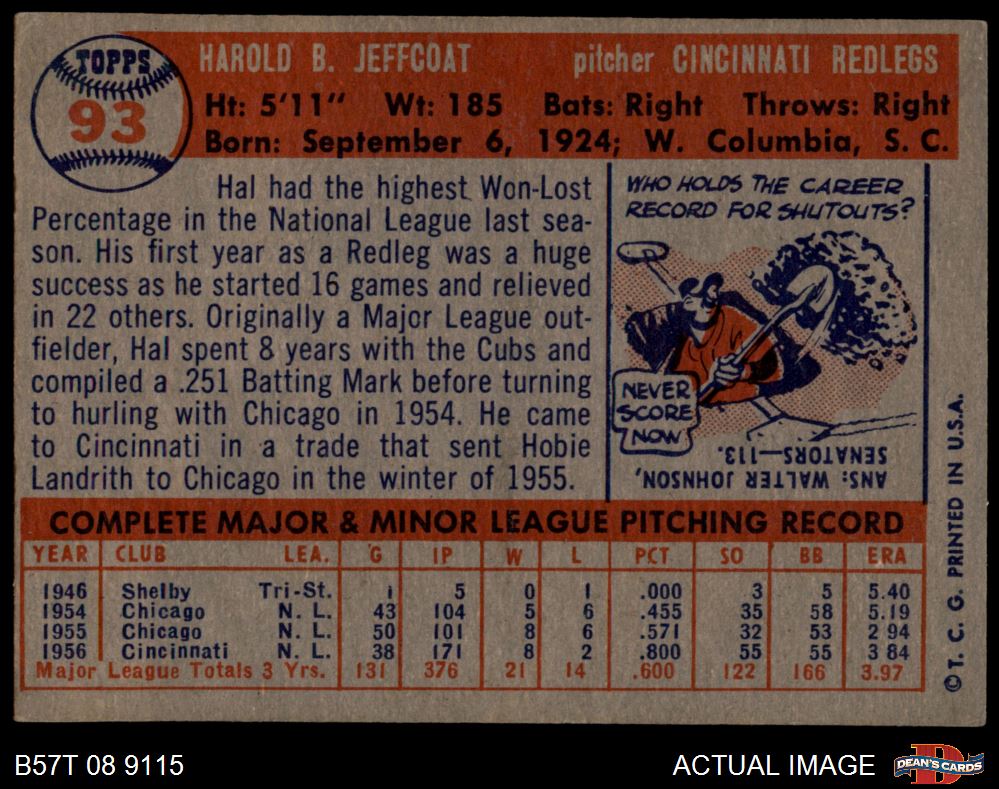 TOPPS
93
HAROLD B. JEFFCOAT pitcher CINCINNATI REDLEGS
Ht: 5'11" Wt: 185 Bats: Right Throws: Right
Born: September 6, 1924; W. Columbia, S. C.
Hal had the highest Won-Lost
Percentage in the National League last sea-
son. His first year as a Redleg was a huge
success as he started 16 games and relieved
in 22 others. Originally a Major League out-
fielder, Hal spent 8 years with the Cubs and
compiled a .251 Batting Mark before turning
to hurling with Chicago in 1954. He came
to Cincinnati in a trade that sent Hobie
Landrith to Chicago in the winter of 1955.
WHO HOLDS THE CAREER
RECORD FOR SHUTOUTS?
NEVER
SCORE
NOW
ANS: WALTER JOHNSON,
SENATORS—113.
COMPLETE MAJOR & MINOR LEAGUE PITCHING RECORD
YEAR CLUB LEA. G IP W L PCT SO BB ERA
1946 Shelby Tri-St. 1 5 0 1 .000 3 5 5.40
1954 Chicago N. L. 43 104 5 6 .455 35 58 5.19
1955 Chicago N. L. 50 101 8 6 .571 32 53 2 94
1956 Cincinnati N. L. 38 171 8 2 .800 55 55 3 84
Major League Totals 3 Yrs. 131 376 21 14 .600 122 166 3.97
© T. C. G. PRINTED IN U.S.A.
B57T 08 9115
ACTUAL IMAGE
DEAN'S CARDS